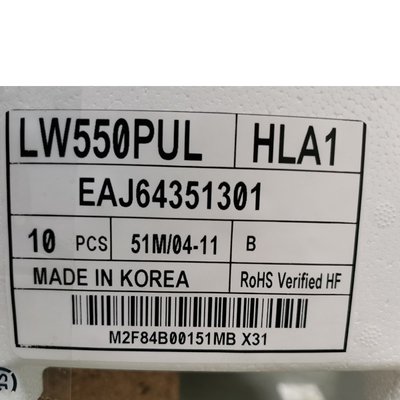 LW550PUL HLA1
EAJ64351301
10 PCS 51M/04-11 B
MADE IN KOREA RoHS Verified HF
M2F84B00151MB X31